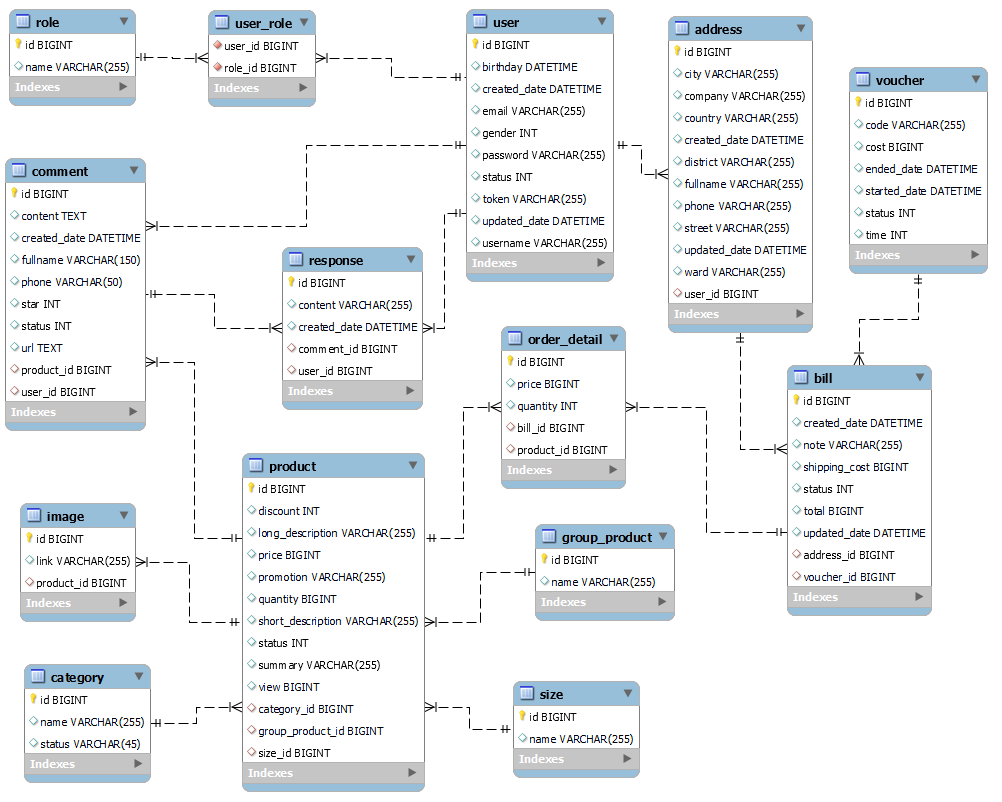 role
id BIGINT
name VARCHAR(255)
Indexes
user_role
user_id BIGINT
role_id BIGINT
Indexes
user
id BIGINT
birthday DATETIME
created_date DATETIME
email VARCHAR(255)
gender INT
password VARCHAR(255)
status INT
token VARCHAR(255)
updated_date DATETIME
username VARCHAR(255)
Indexes
address
id BIGINT
city VARCHAR(255)
company VARCHAR(255)
country VARCHAR(255)
created_date DATETIME
district VARCHAR(255)
fullname VARCHAR(255)
phone VARCHAR(255)
street VARCHAR(255)
updated_date DATETIME
ward VARCHAR(255)
user_id BIGINT
Indexes
voucher
id BIGINT
code VARCHAR(255)
cost BIGINT
ended_date DATETIME
started_date DATETIME
status INT
time INT
Indexes
comment
id BIGINT
content TEXT
created_date DATETIME
fullname VARCHAR(150)
phone VARCHAR(50)
star INT
status INT
url TEXT
product_id BIGINT
user_id BIGINT
Indexes
response
id BIGINT
content VARCHAR(255)
created_date DATETIME
comment_id BIGINT
user_id BIGINT
Indexes
order_detail
id BIGINT
price BIGINT
quantity INT
bill_id BIGINT
product_id BIGINT
Indexes
bill
id BIGINT
created_date DATETIME
note VARCHAR(255)
shipping_cost BIGINT
status INT
total BIGINT
updated_date DATETIME
address_id BIGINT
voucher_id BIGINT
Indexes
product
id BIGINT
discount INT
long_description VARCHAR(255)
price BIGINT
promotion VARCHAR(255)
quantity BIGINT
short_description VARCHAR(255)
status INT
summary VARCHAR(255)
view BIGINT
category_id BIGINT
group_product_id BIGINT
size_id BIGINT
Indexes
image
id BIGINT
link VARCHAR(255)
product_id BIGINT
Indexes
group_product
id BIGINT
name VARCHAR(255)
Indexes
category
id BIGINT
name VARCHAR(255)
status VARCHAR(45)
Indexes
size
id BIGINT
name VARCHAR(255)
Indexes